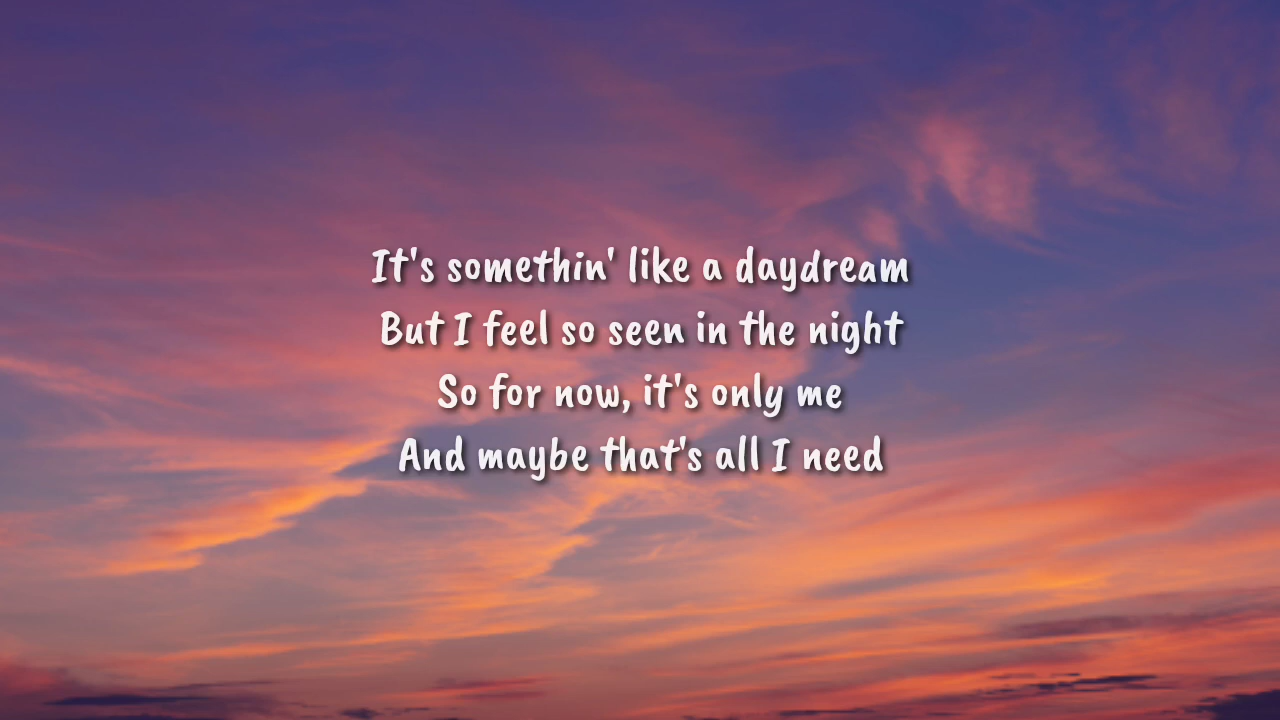 It's somethin' like a daydream
But I feel so seen in the night
So for now, it's only me
And maybe that's all I need